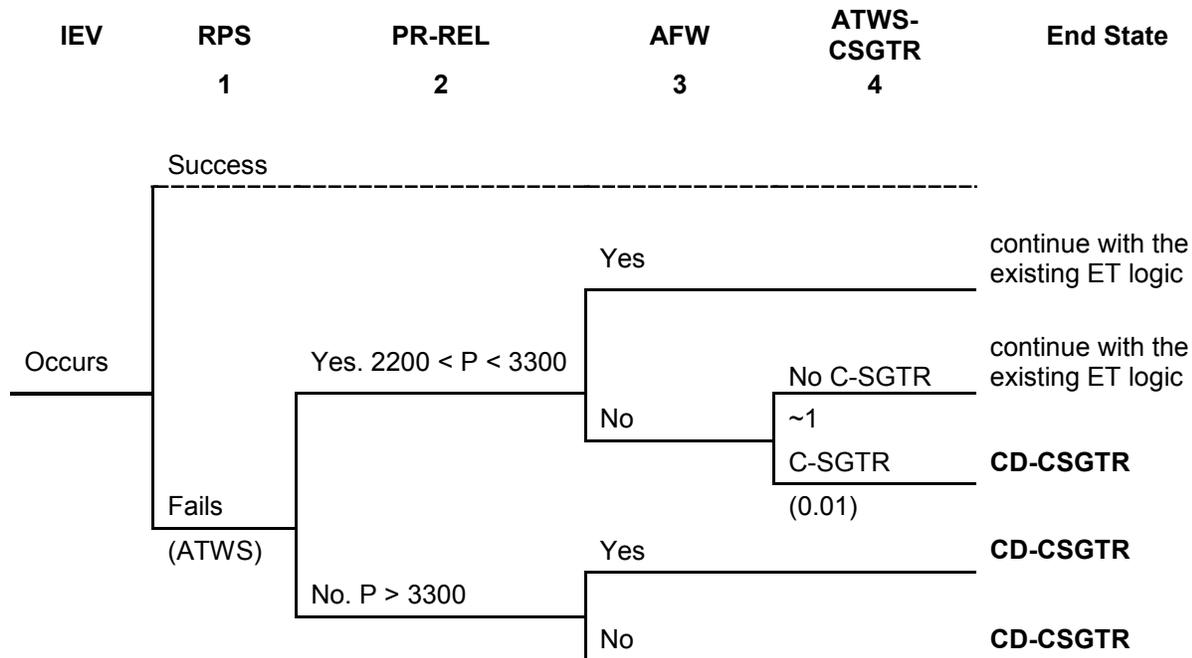 IEV RPS PR-REL AFW ATWS-CSGTR End State
1 2 3 4
Success
continue with the
existing ET logic
Yes
Occurs
Yes. 2200 < P < 3300
continue with the
existing ET logic
No C-SGTR
No
~1
C-SGTR
CD-CSGTR
Fails
(0.01)
(ATWS)
Yes
CD-CSGTR
No. P > 3300
No
CD-CSGTR